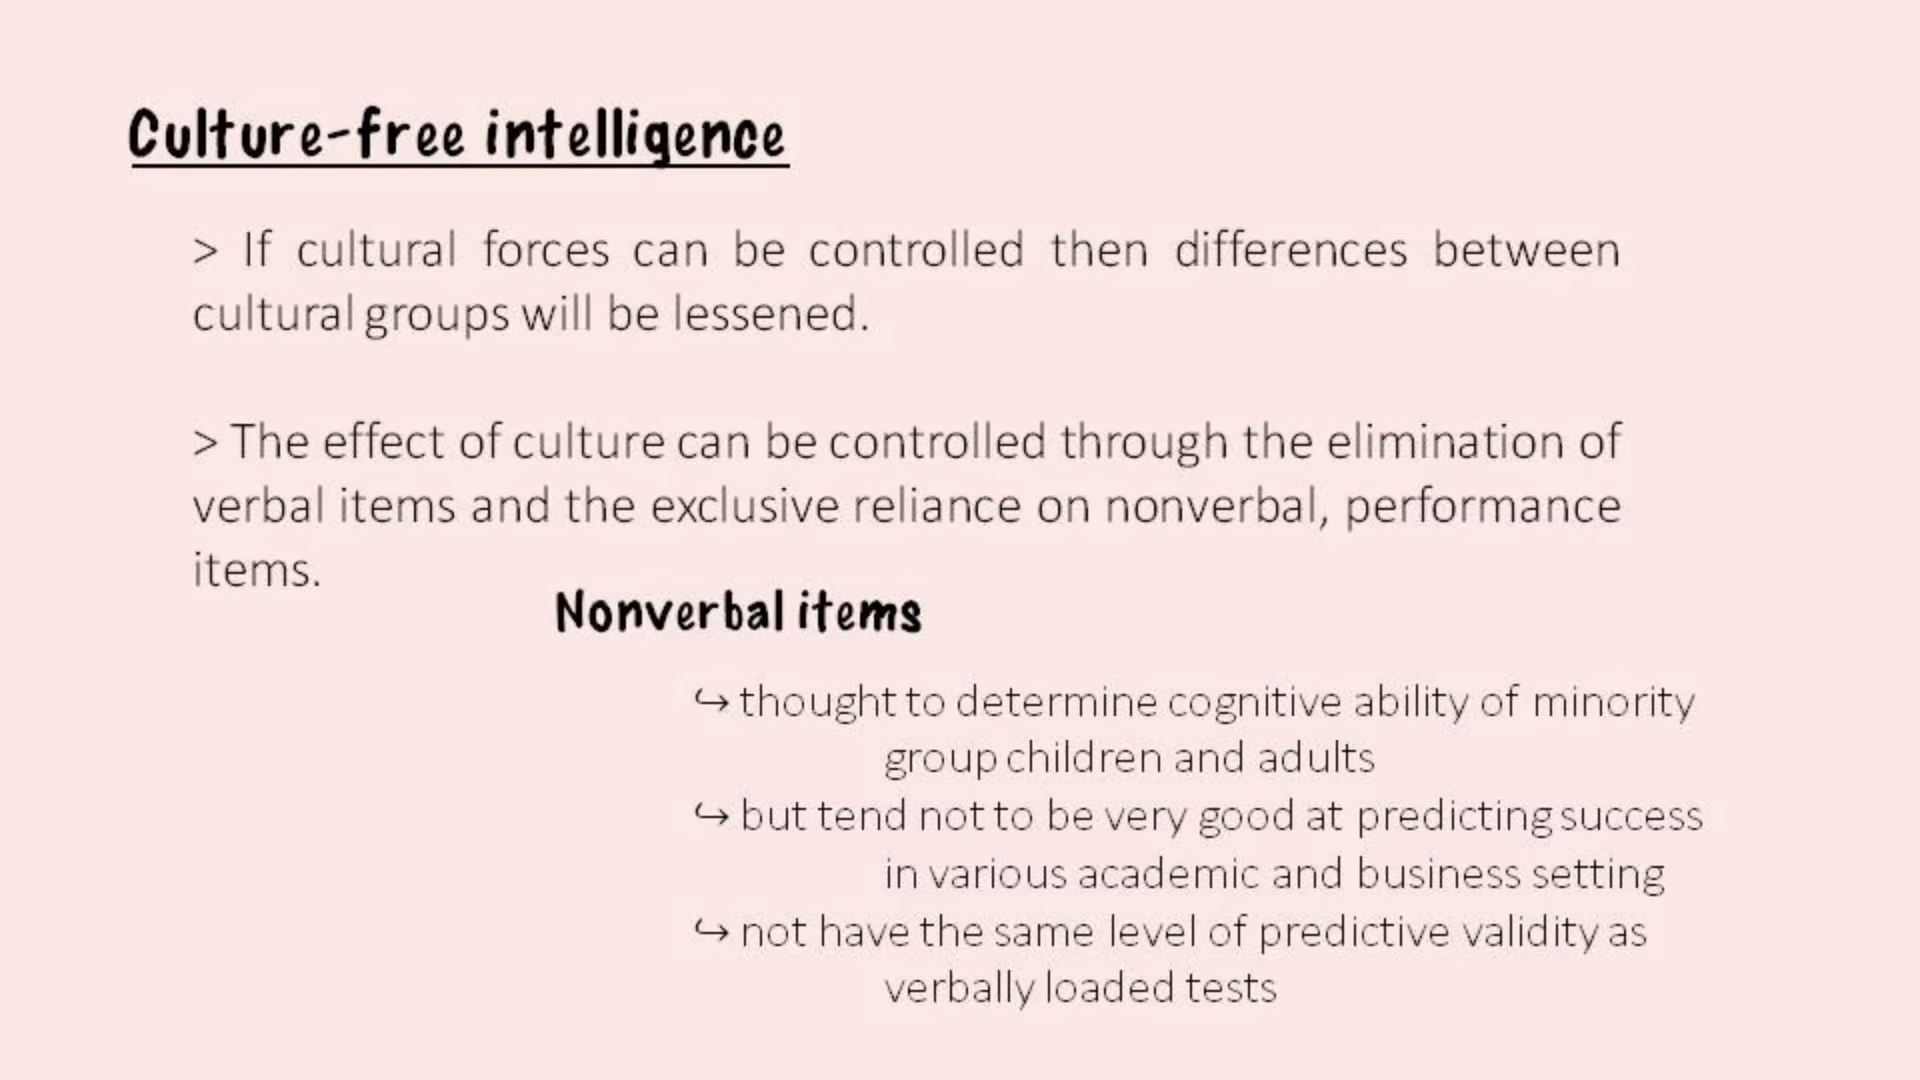 Culture-free intelligence
> If cultural forces can be controlled then differences between
cultural groups will be lessened.
> The effect of culture can be controlled through the elimination of
verbal items and the exclusive reliance on nonverbal, performance
items.
Nonverbal items
↪ thought to determine cognitive ability of minority
group children and adults
↪ but tend not to be very good at predicting success
in various academic and business setting
↪ not have the same level of predictive validity as
verbally loaded tests